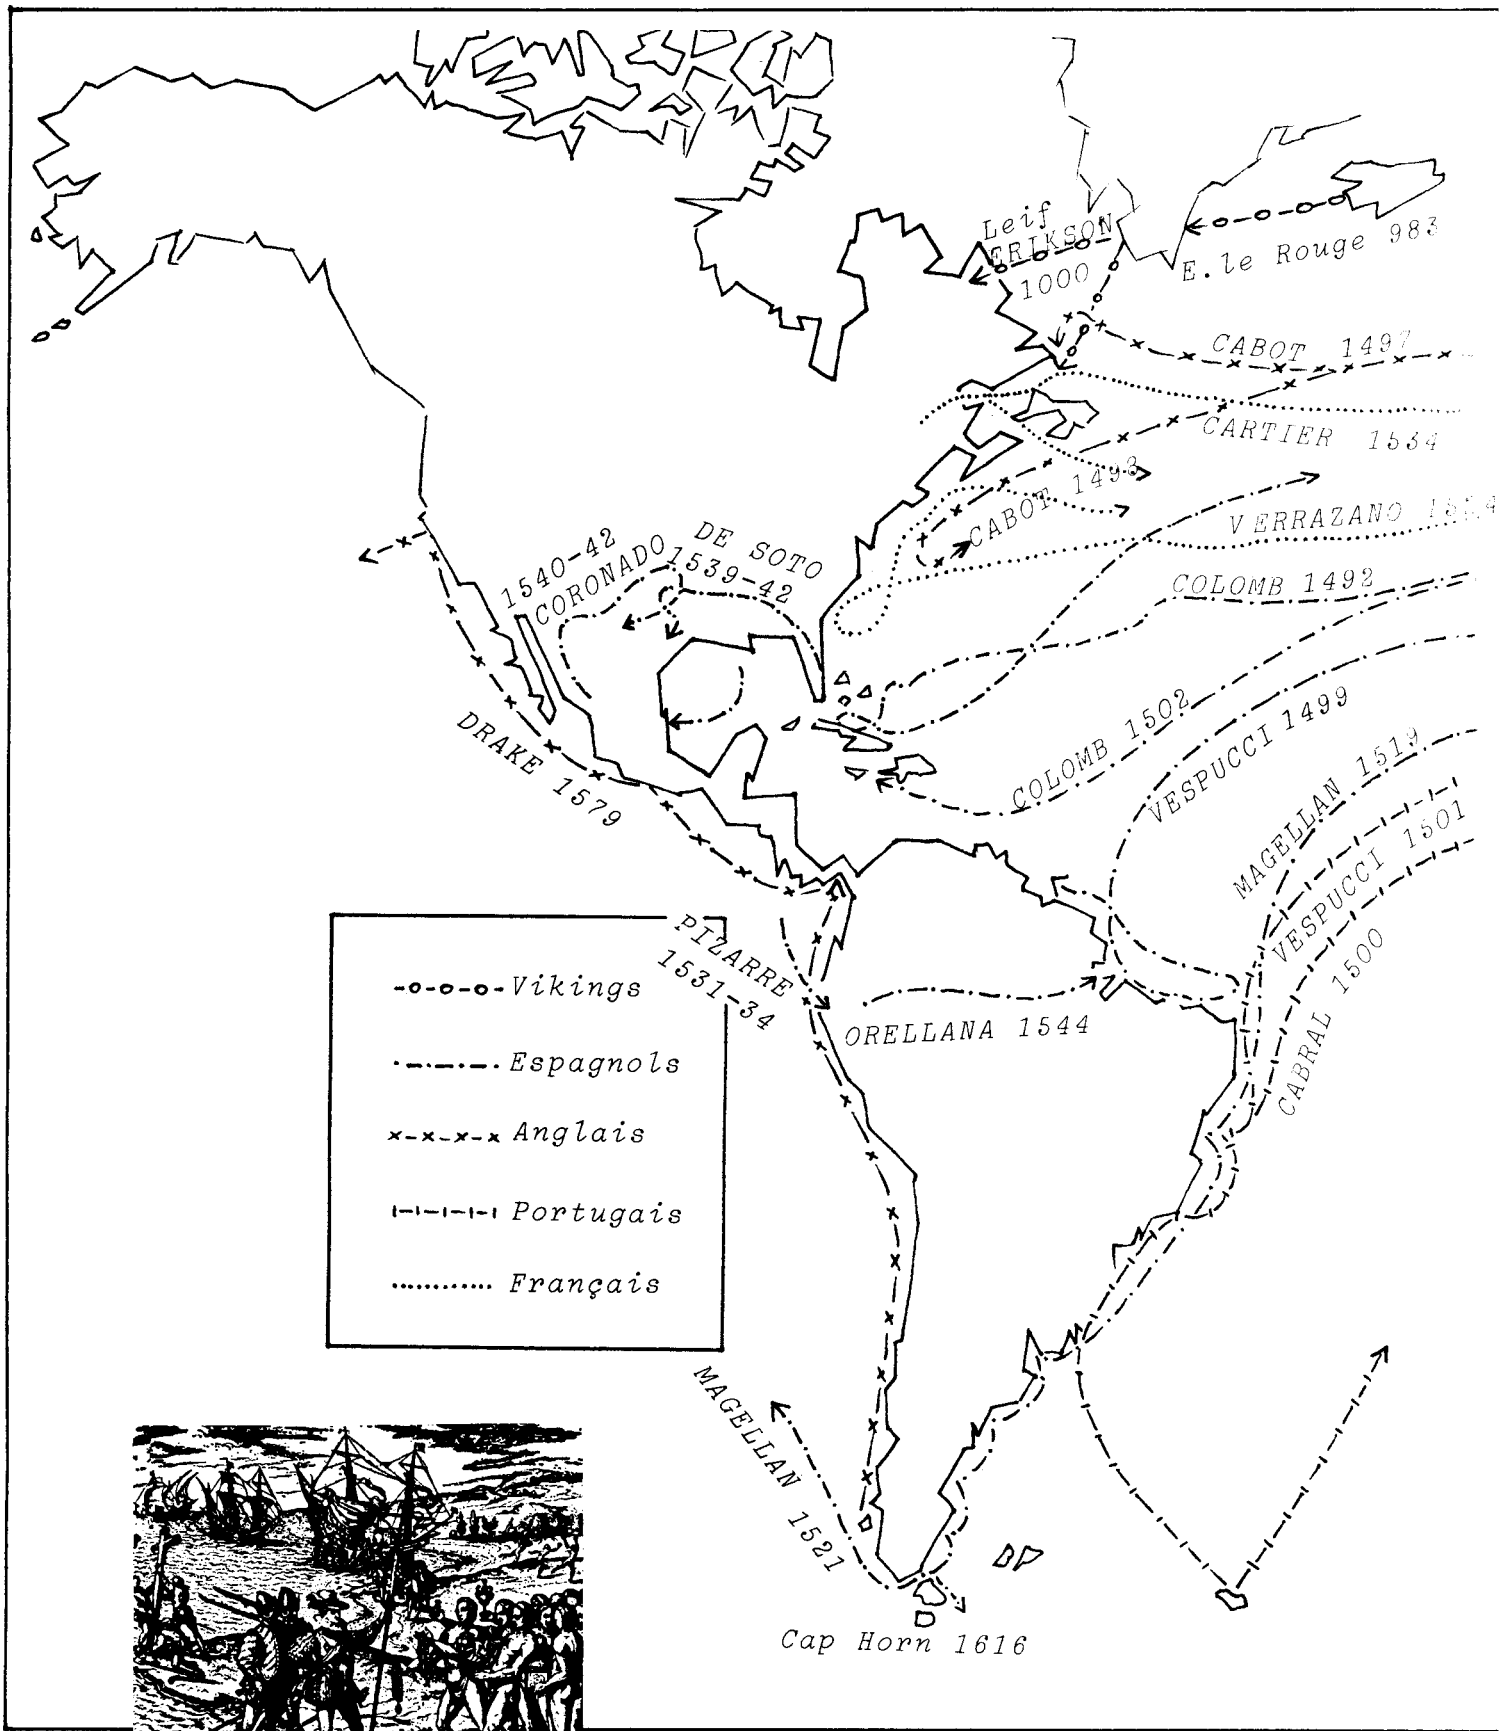 Leif
ERIKSON
1000
E. le Rouge 983
CABOT 1497
CARTIER 1534
CABOT 1498
VERRAZANO 1524
COLOMB 1492
1540-42
CORONADO
DE SOTO
1539-42
COLOMB 1502
VESPUCCI 1499
DRAKE 1579
MAGELLAN 1519
VESPUCCI 1501
CABRAL 1500
PIZARRE
1531-34
ORELLANA 1544
Vikings
Espagnols
Anglais
Portugais
Français
MAGELLAN 1521
Cap Horn 1616